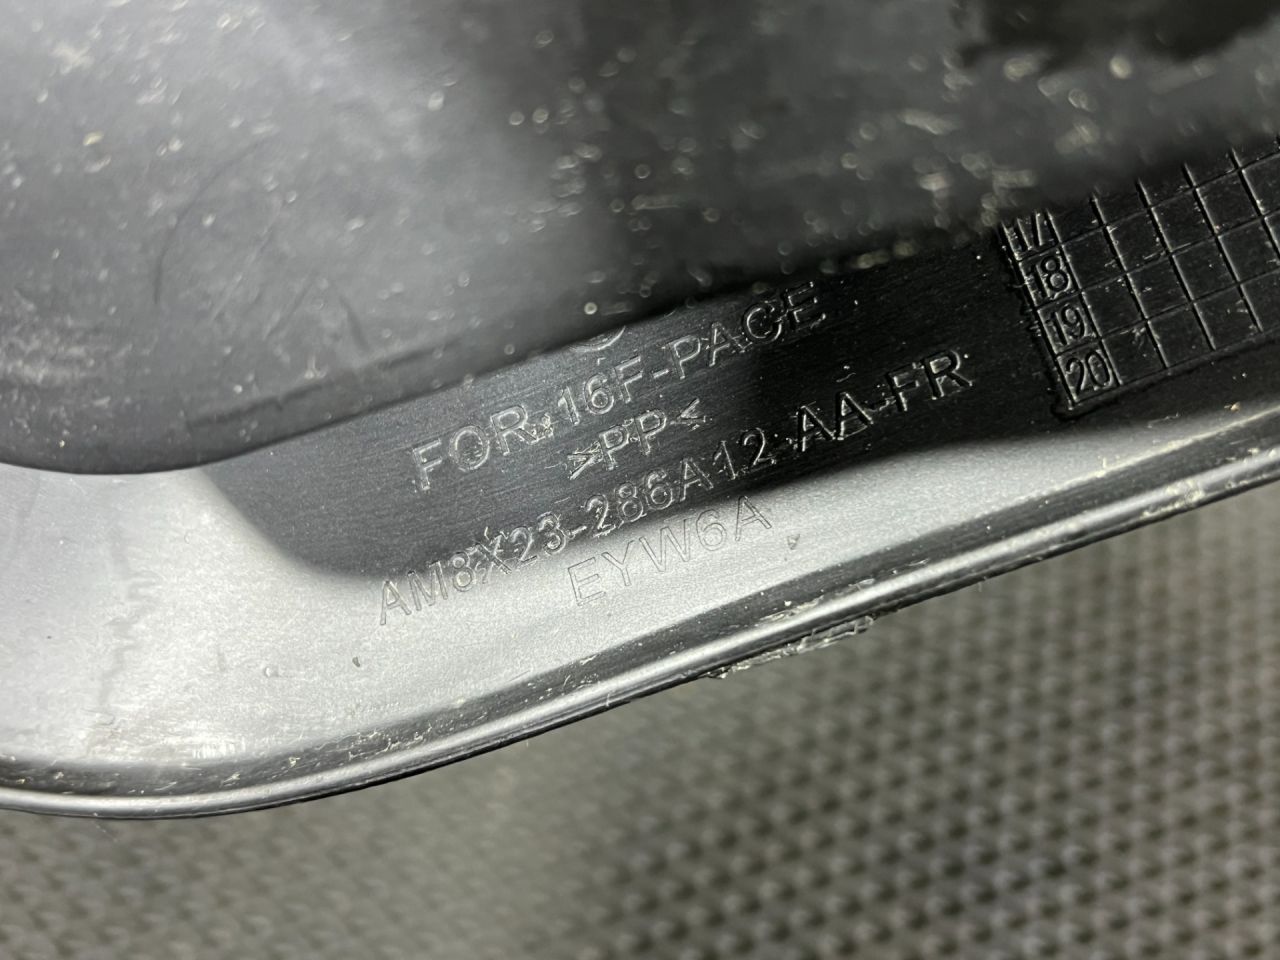 FOR.16F-PACE
>PP<
AM8X23-286A12-AA-FR
EYW6A
17
18
19
20